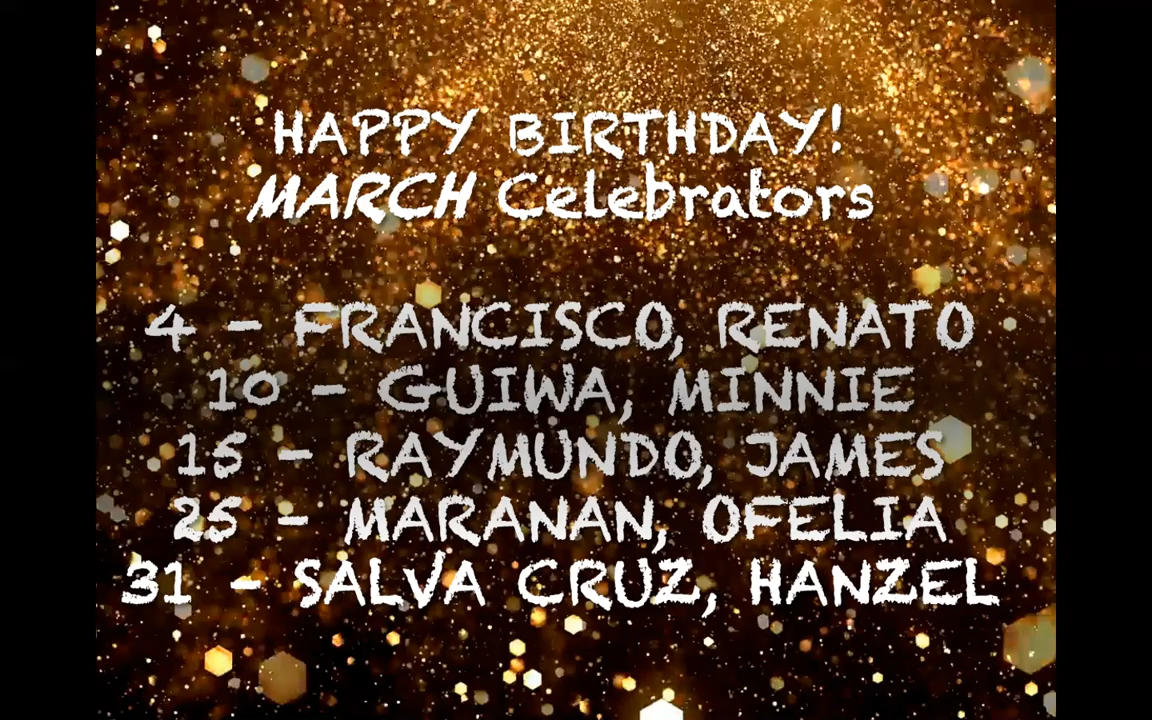 HAPPY BIRTHDAY!
MARCH Celebrators
4 - FRANCISCO, RENATO
10 - GUIWA, MINNIE
15 - RAYMUNDO, JAMES
25 - MARANAN, OFELIA
31 - SALVA CRUZ, HANZEL